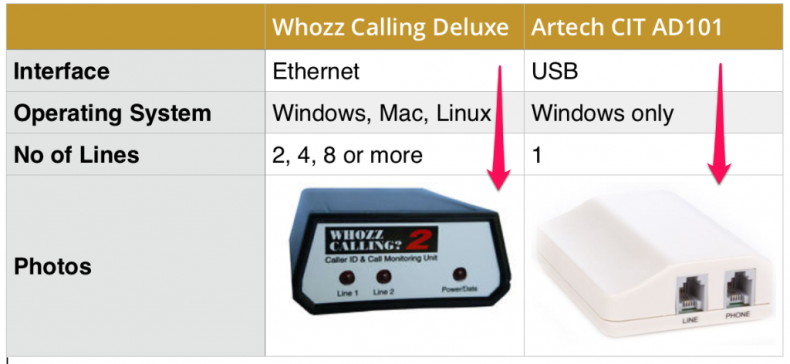 Whozz Calling Deluxe Artech CIT AD101
Interface Ethernet USB
Operating System Windows, Mac, Linux Windows only
No of Lines 2, 4, 8 or more 1
Photos
WHOZZ
CALLING? 2
Caller ID & Call Monitoring Unit
Line 1 Line 2 Power/Data
LINE PHONE